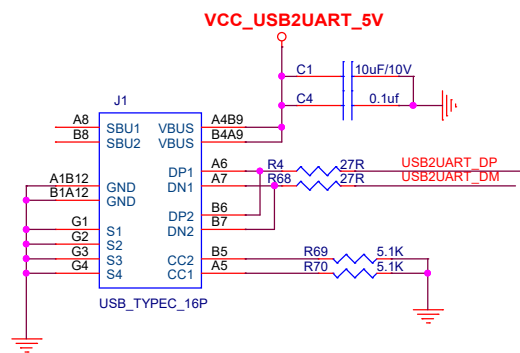 VCC_USB2UART_5V
C1 10uF/10V
C4 0.1uf
J1
A8 SBU1 VBUS A4B9
B8 SBU2 VBUS B4A9
A6 R4 27R USB2UART_DP
DP1
A7 R68 27R USB2UART_DM
DN1
A1B12 GND
B1A12 GND
DP2 B6
DN2 B7
G1 S1
G2 S2
G3 S3
G4 S4
CC2 B5 R69 5.1K
CC1 A5 R70 5.1K
USB_TYPEC_16P